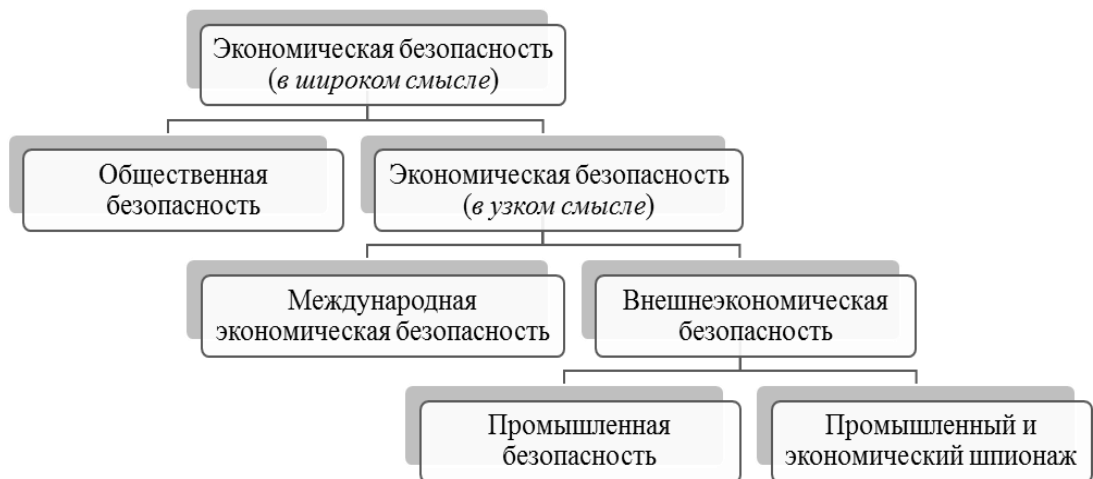 Экономическая безопасность
(в широком смысле)
Общественная
безопасность
Экономическая безопасность
(в узком смысле)
Международная
экономическая безопасность
Внешнеэкономическая
безопасность
Промышленная
безопасность
Промышленный и
экономический шпионаж